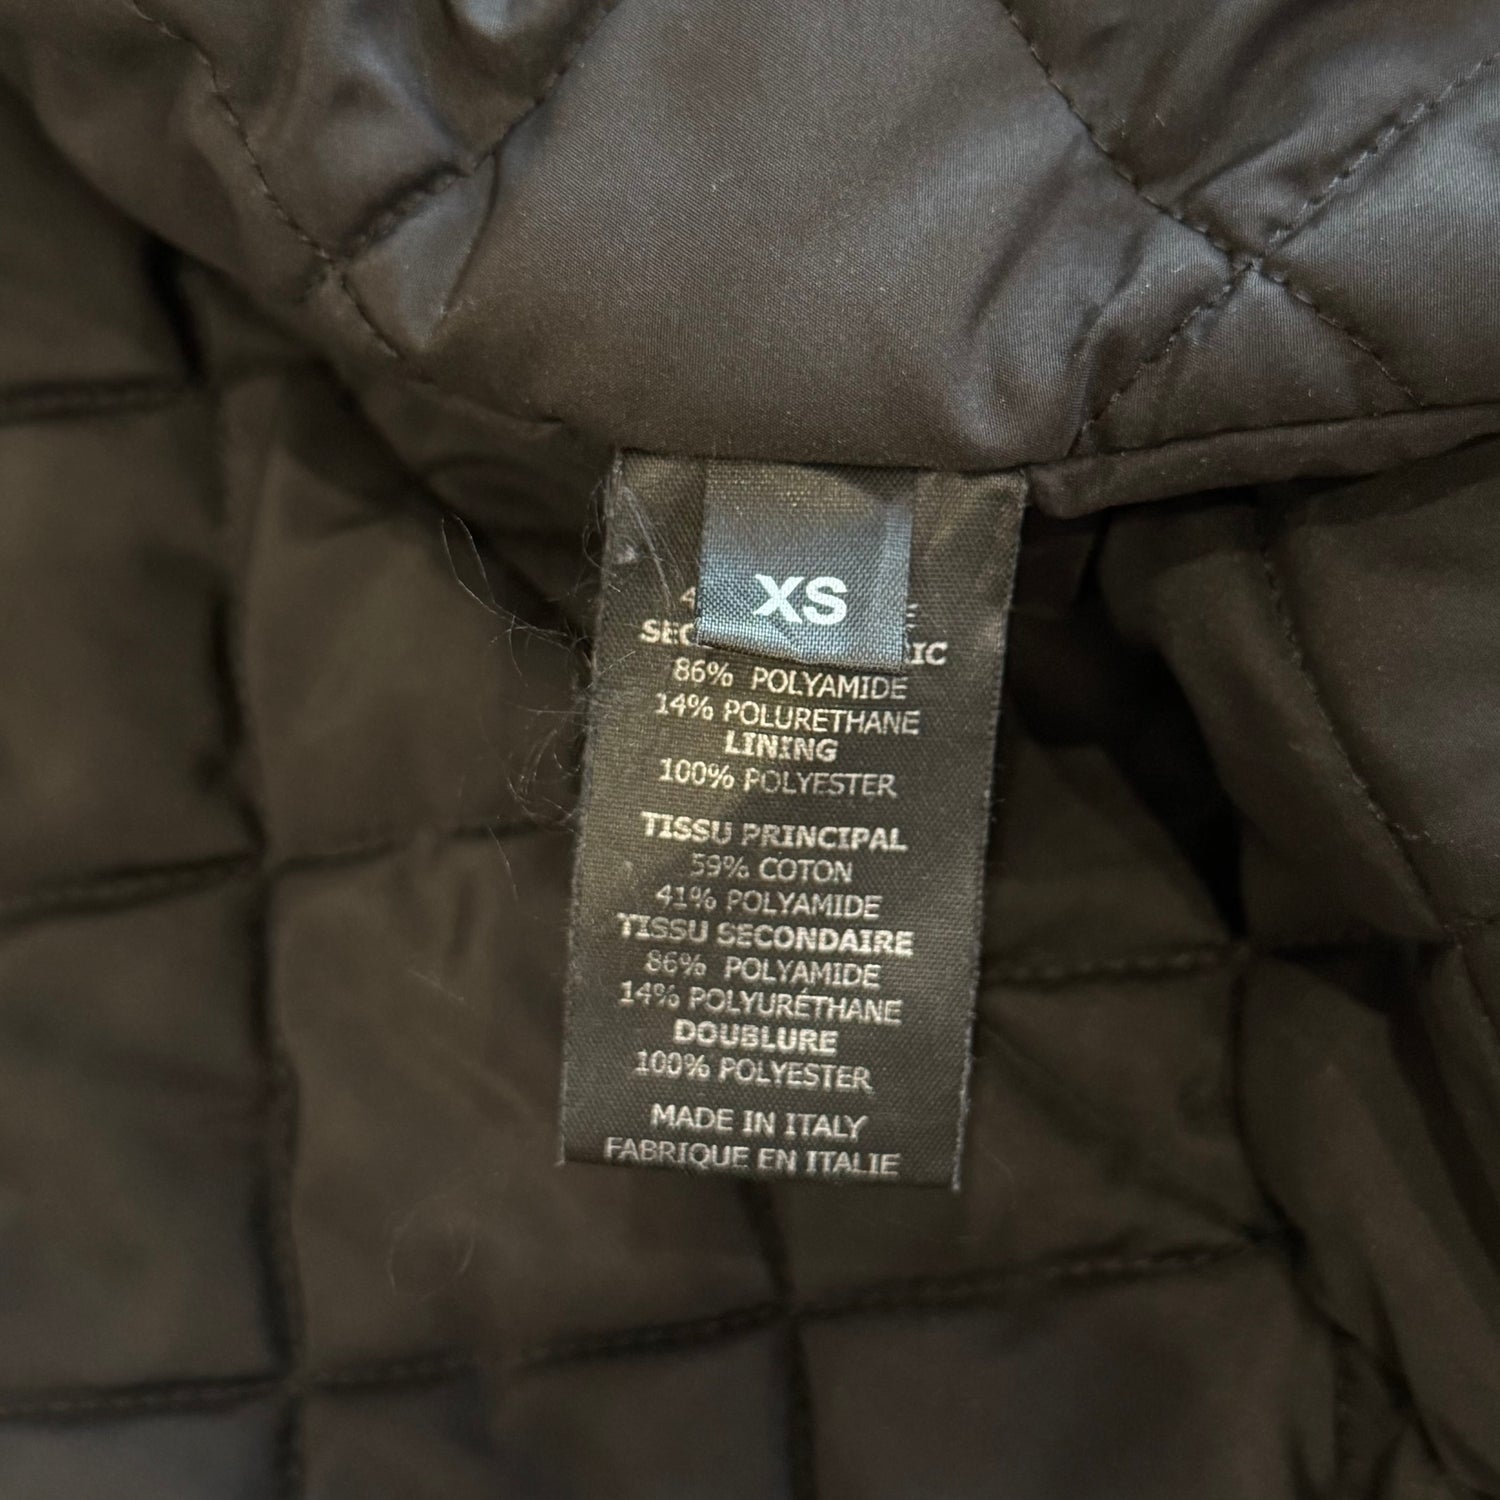 XS
86% POLYAMIDE
14% POLURETHANE
LINING
100% POLYESTER
TISSU PRINCIPAL
59% COTON
41% POLYAMIDE
TISSU SECONDAIRE
86% POLYAMIDE
14% POLYURÉTHANE
DOUBLURE
100% POLYESTER
MADE IN ITALY
FABRIQUE EN ITALIE